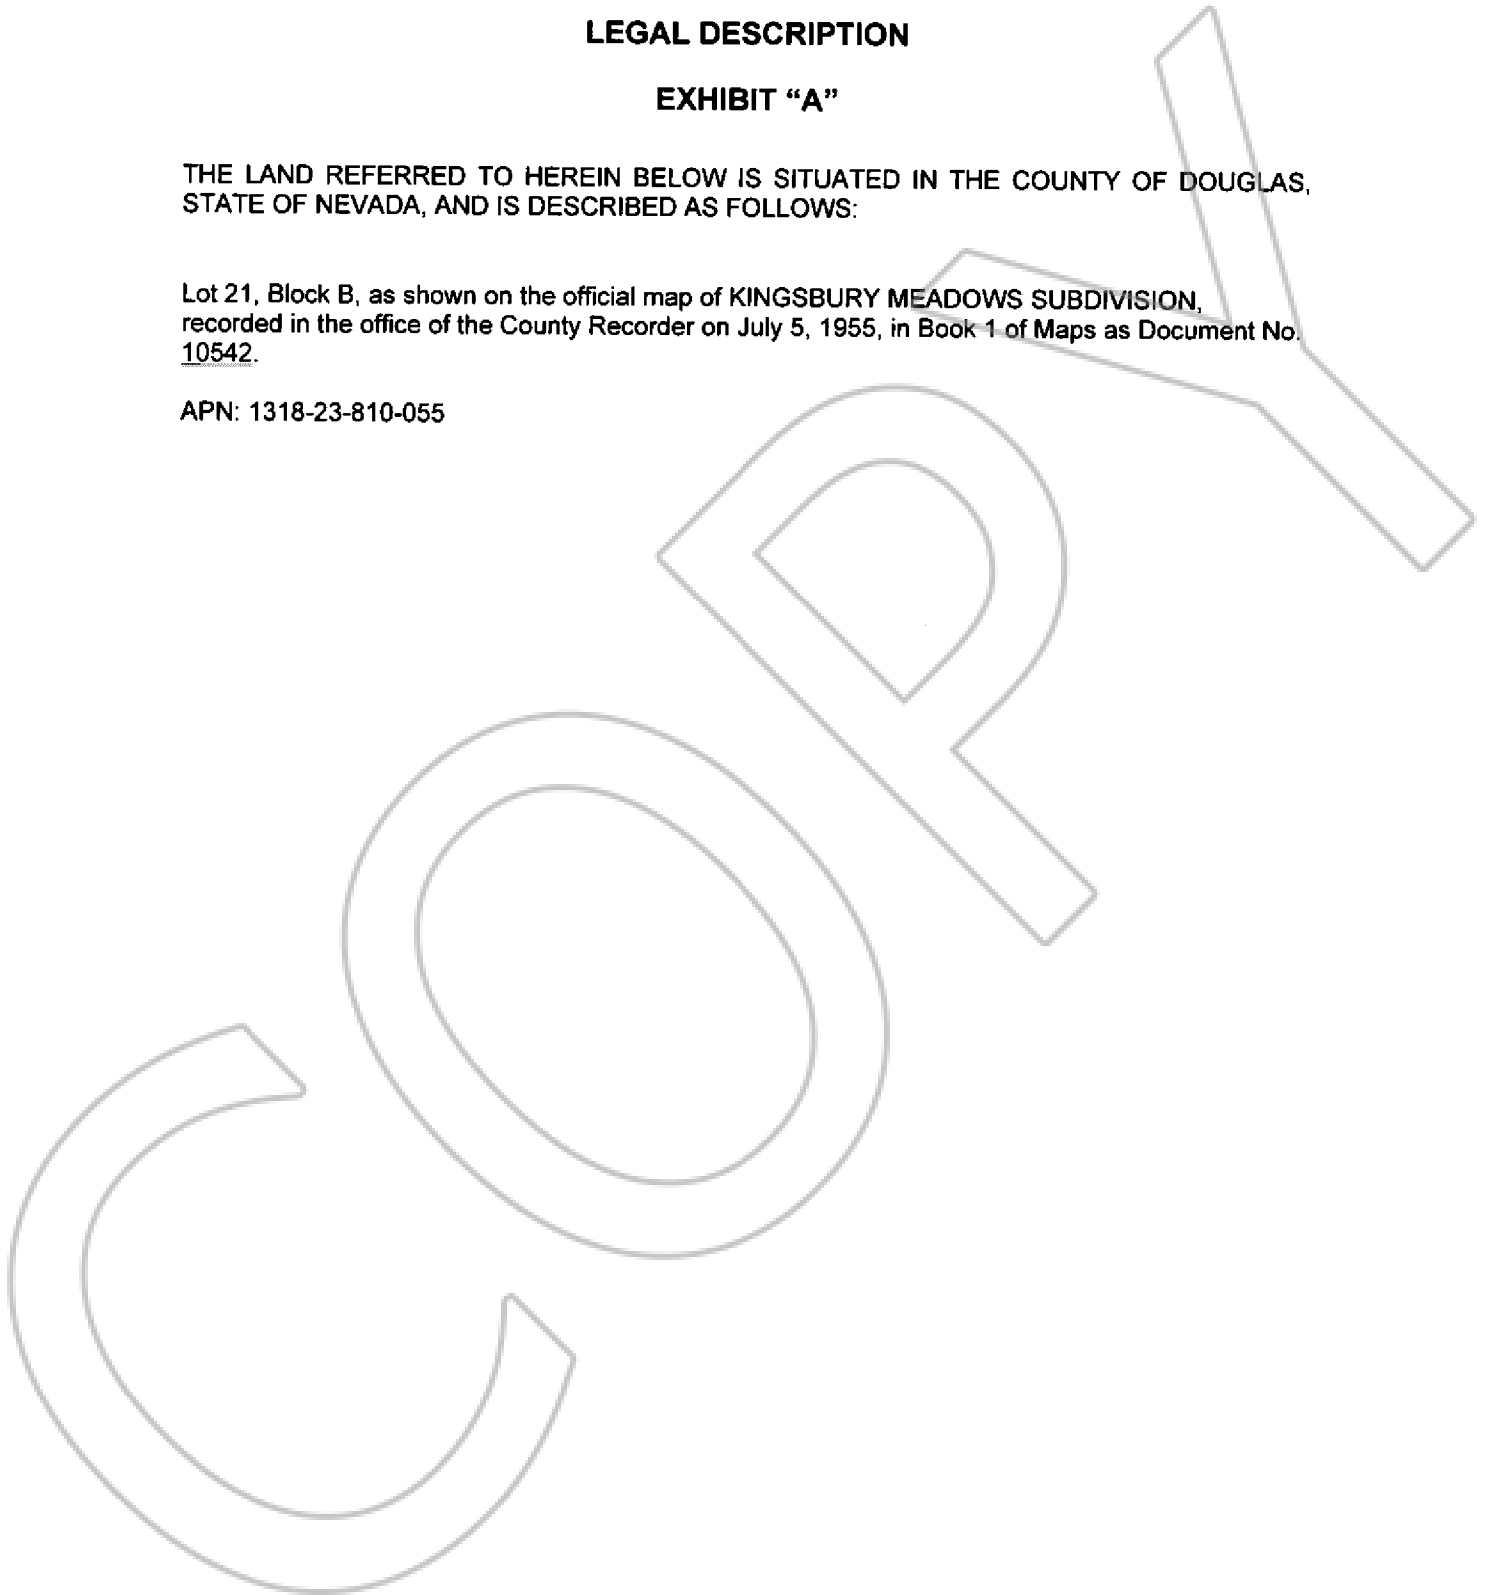 LEGAL DESCRIPTION
EXHIBIT “A”
THE LAND REFERRED TO HEREIN BELOW IS SITUATED IN THE COUNTY OF DOUGLAS,
STATE OF NEVADA, AND IS DESCRIBED AS FOLLOWS:
Lot 21, Block B, as shown on the official map of KINGSBURY MEADOWS SUBDIVISION,
recorded in the office of the County Recorder on July 5, 1955, in Book 1 of Maps as Document No.
10542.
APN: 1318-23-810-055
COPY